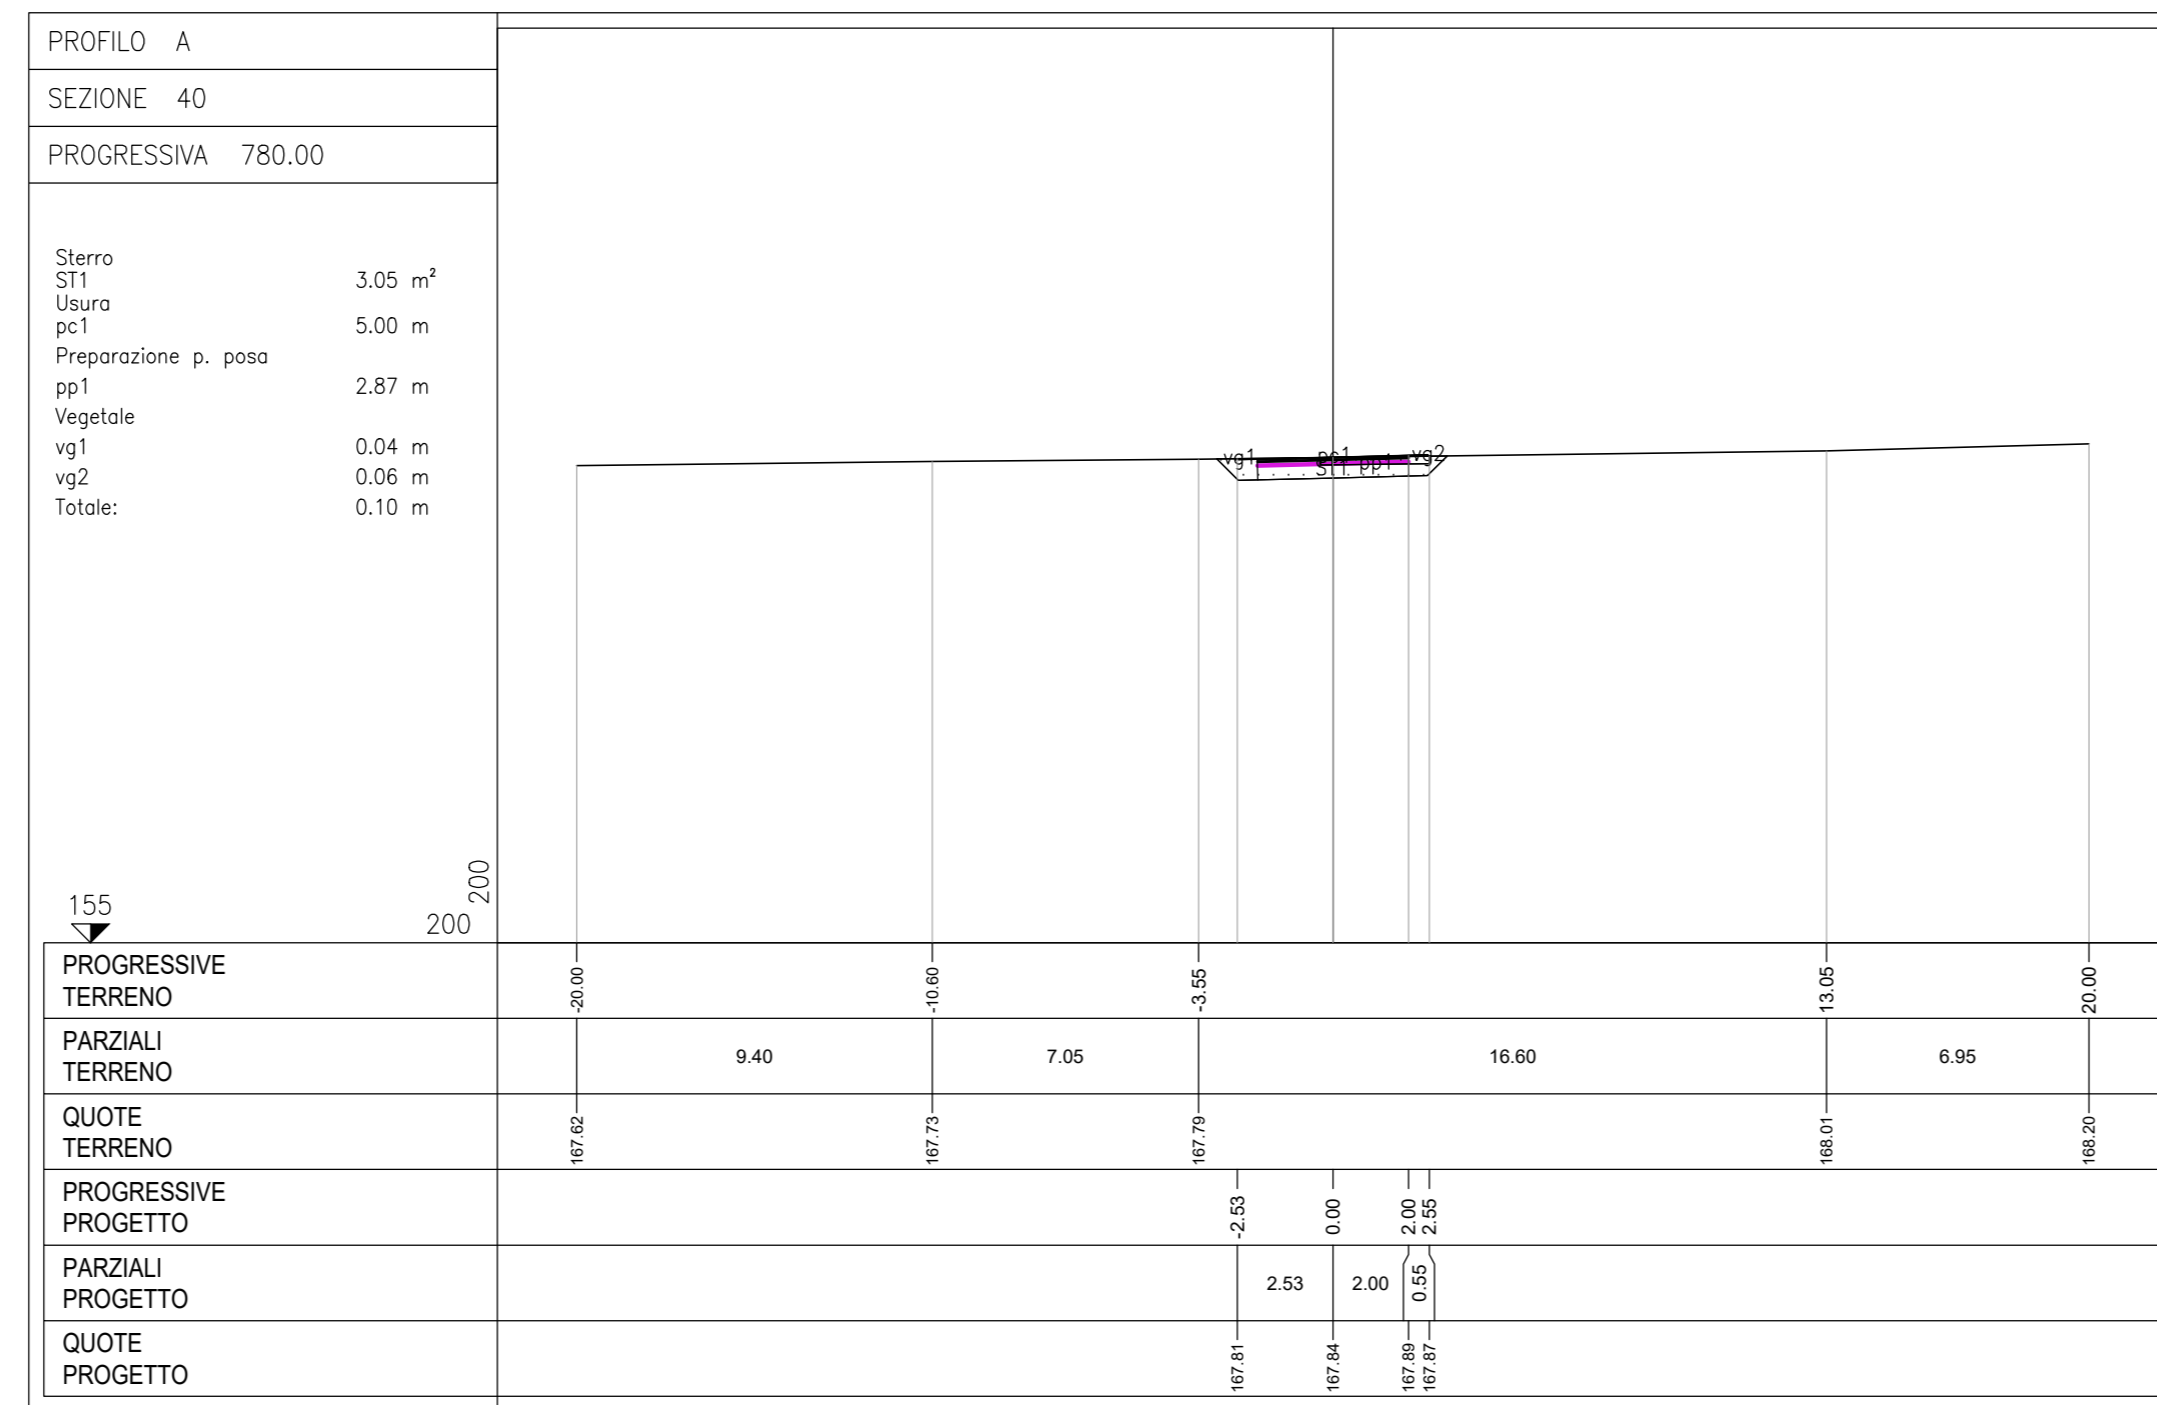 PROFILO A
SEZIONE 40
PROGRESSIVA 780.00
Sterro
ST1 3.05 m²
Usura
pc1 5.00 m
Preparazione p. posa
pp1 2.87 m
Vegetale
vg1 0.04 m
vg2 0.06 m
Totale: 0.10 m
vg1 pc1 vg2
ST1 pp1
200
155 200
PROGRESSIVE
TERRENO
-20.00 -10.60 -3.55 13.05 20.00
PARZIALI
TERRENO
9.40 7.05 16.60 6.95
QUOTE
TERRENO
167.62 167.73 167.79 168.01 168.20
PROGRESSIVE
PROGETTO
-2.53 0.00 2.00 2.55
PARZIALI
PROGETTO
2.53 2.00 0.55
QUOTE
PROGETTO
167.81 167.84 167.89 167.87